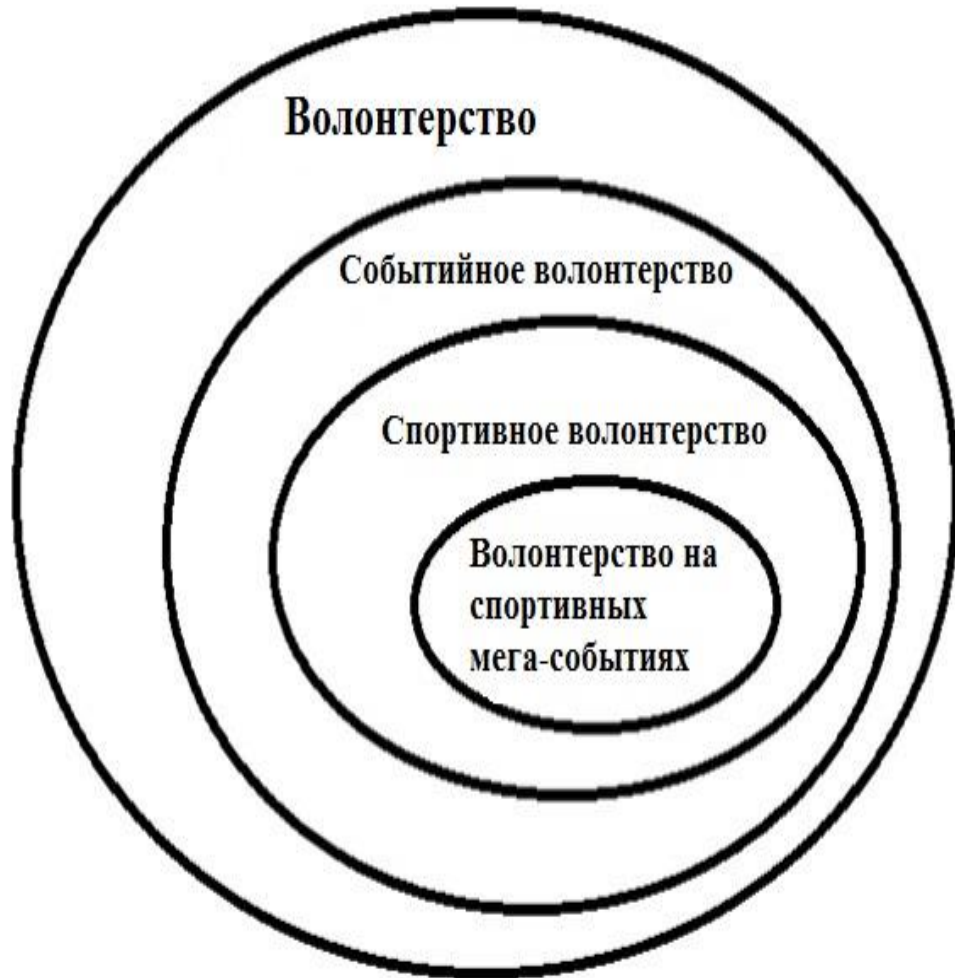 Волонтерство
Событийное волонтерство
Спортивное волонтерство
Волонтерство на
спортивных
мега-событиях